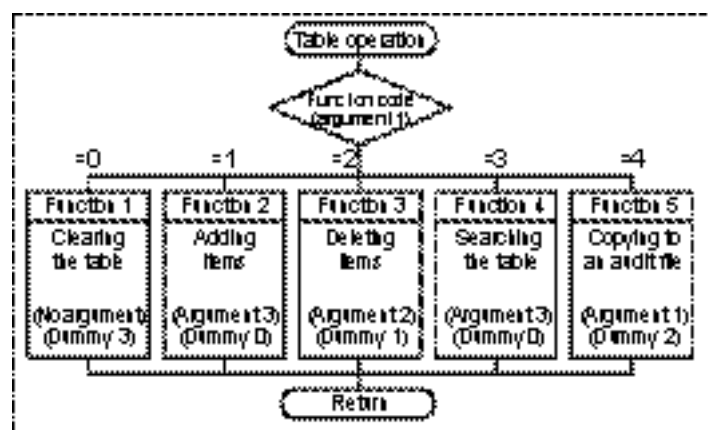 Table operation
Function code
(argument 1)
=0 =1 =2 =3 =4
Function 1 Function 2 Function 3 Function 4 Function 5
Clearing Adding Deleting Searching Copying to
the table items items the table an audit file
(No argument) (Argument 3) (Argument 2) (Argument 3) (Argument 1)
(Dummy 3) (Dummy 0) (Dummy 1) (Dummy 0) (Dummy 2)
Return